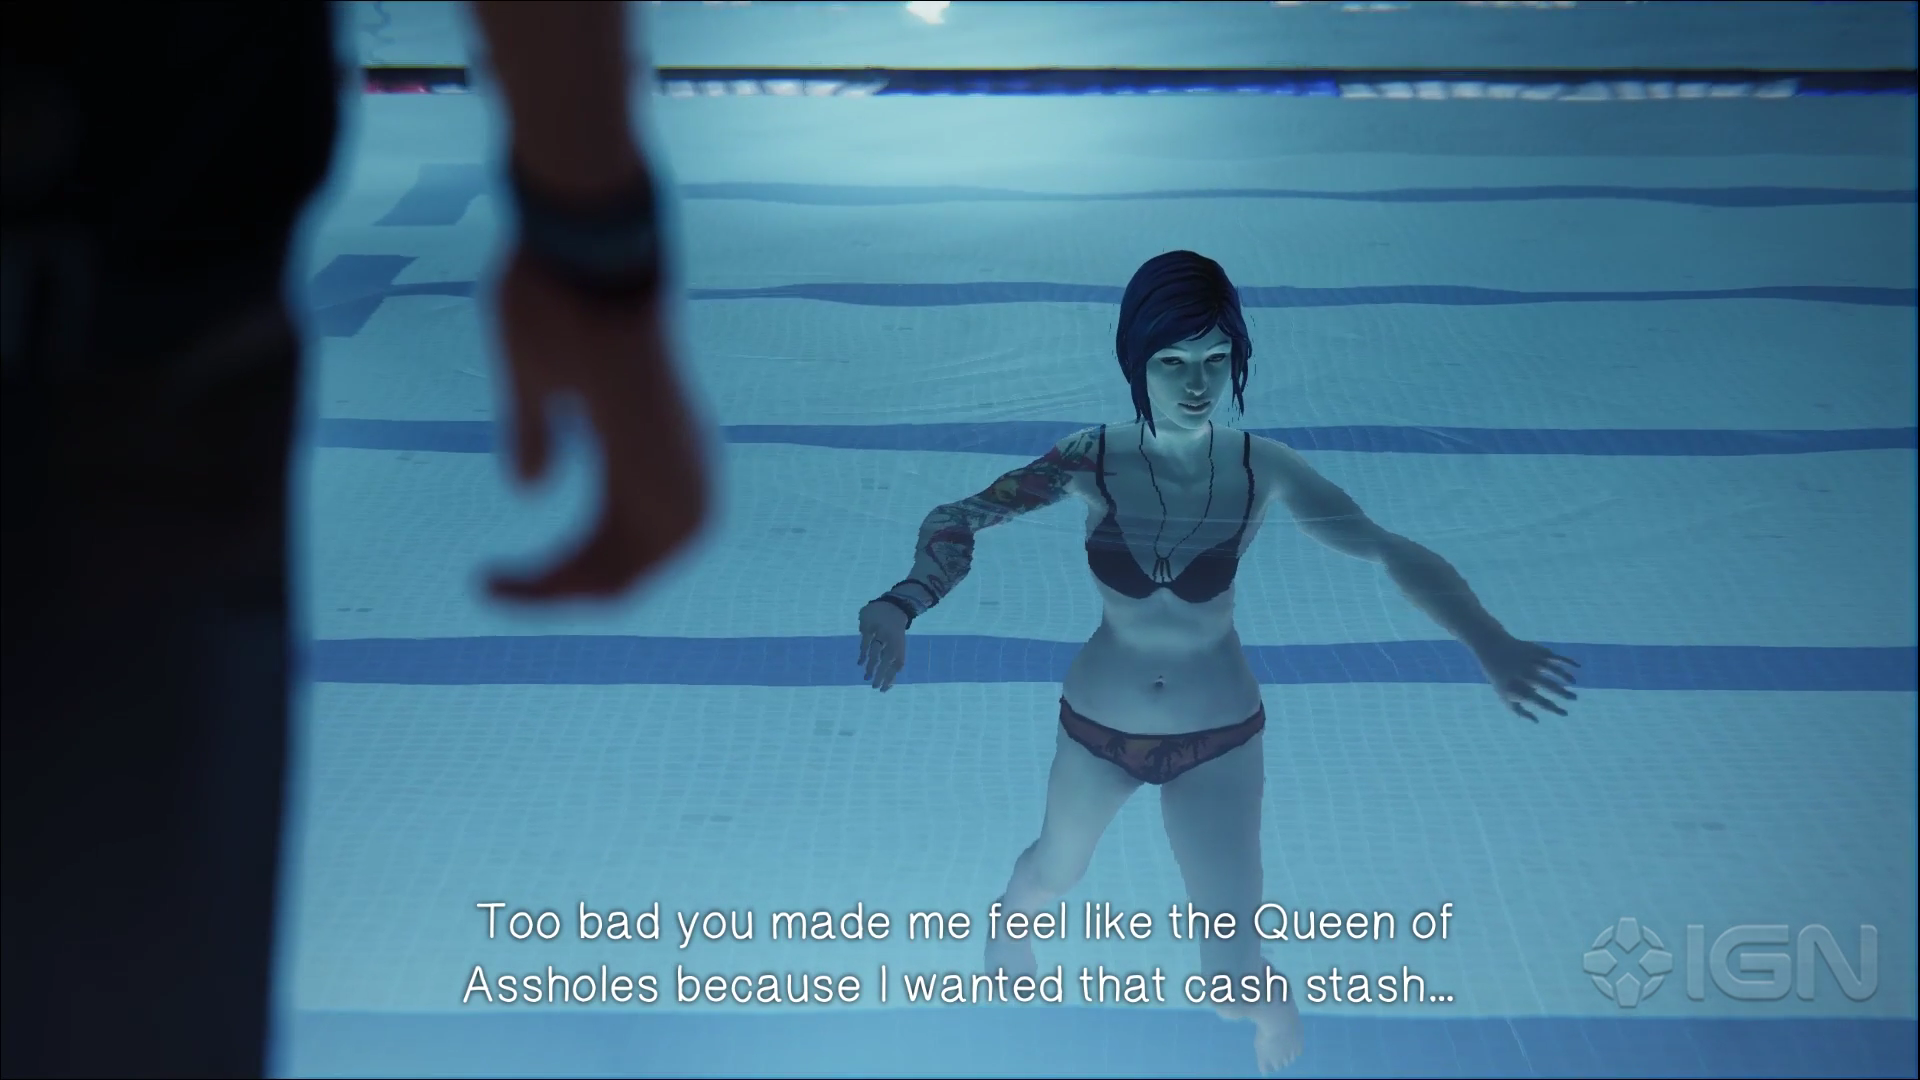 Too bad you made me feel like the Queen of
Assholes because I wanted that cash stash...
IGN